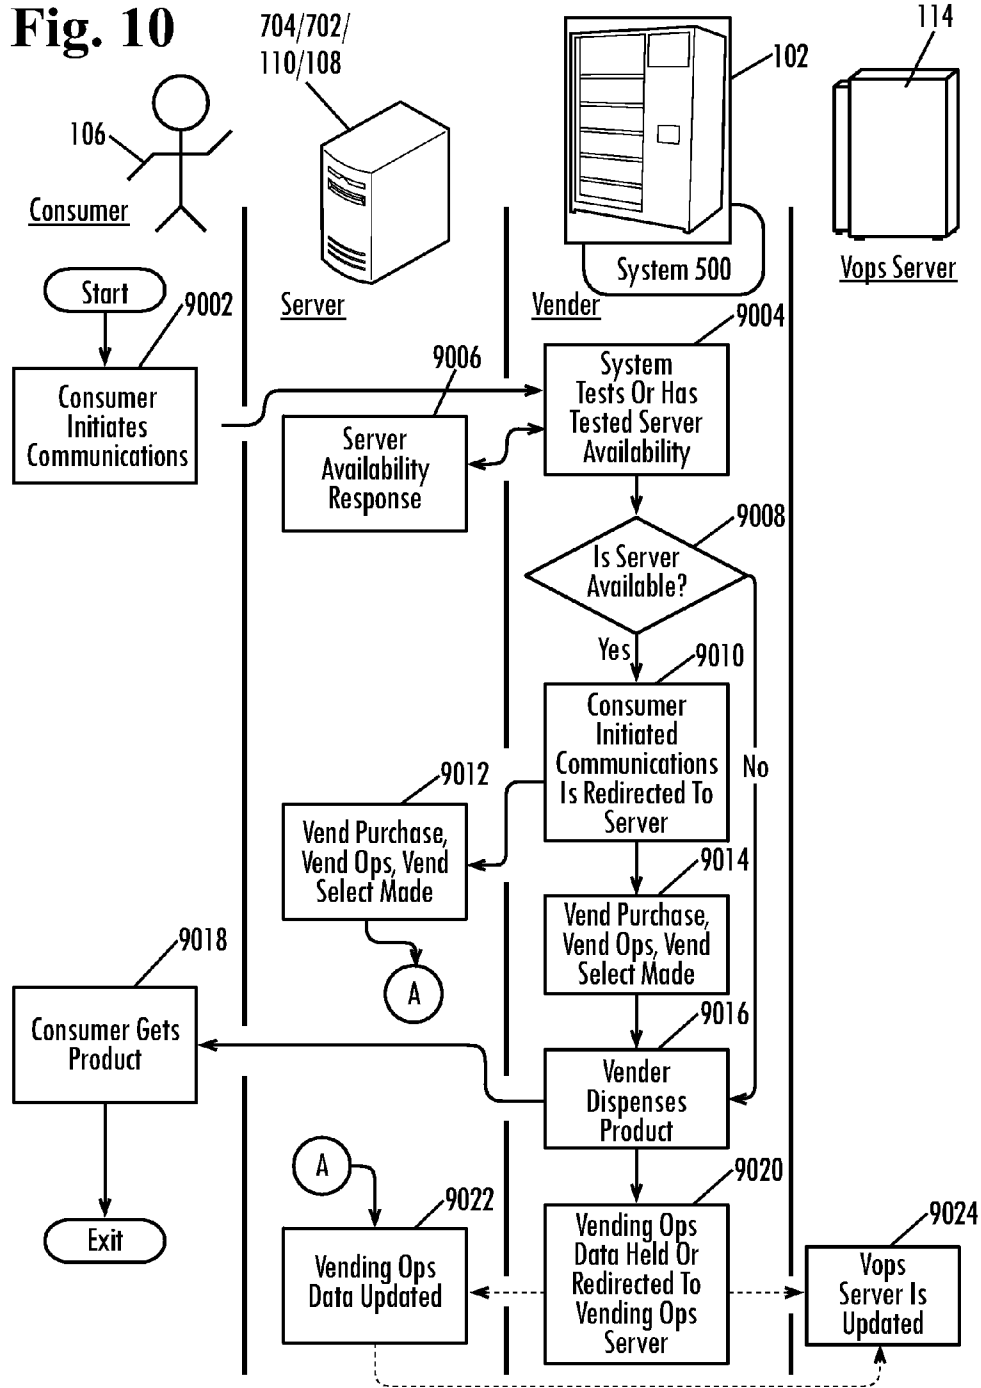 Fig. 10
704/702/
110/108
102
114
106
Consumer
System 500
Vops Server
Server
Vender
Start
9002
9004
9006
Consumer
Initiates
Communications
System
Tests Or Has
Tested Server
Availability
Server
Availability
Response
9008
Is Server
Available?
Yes
9010
Consumer
Initiated
Communications
Is Redirected To
Server
No
9012
Vend Purchase,
Vend Ops, Vend
Select Made
9014
Vend Purchase,
Vend Ops, Vend
Select Made
A
9018
Consumer Gets
Product
9016
Vender
Dispenses
Product
A
9022
Vending Ops
Data Updated
9020
Vending Ops
Data Held Or
Redirected To
Vending Ops
Server
9024
Vops
Server Is
Updated
Exit